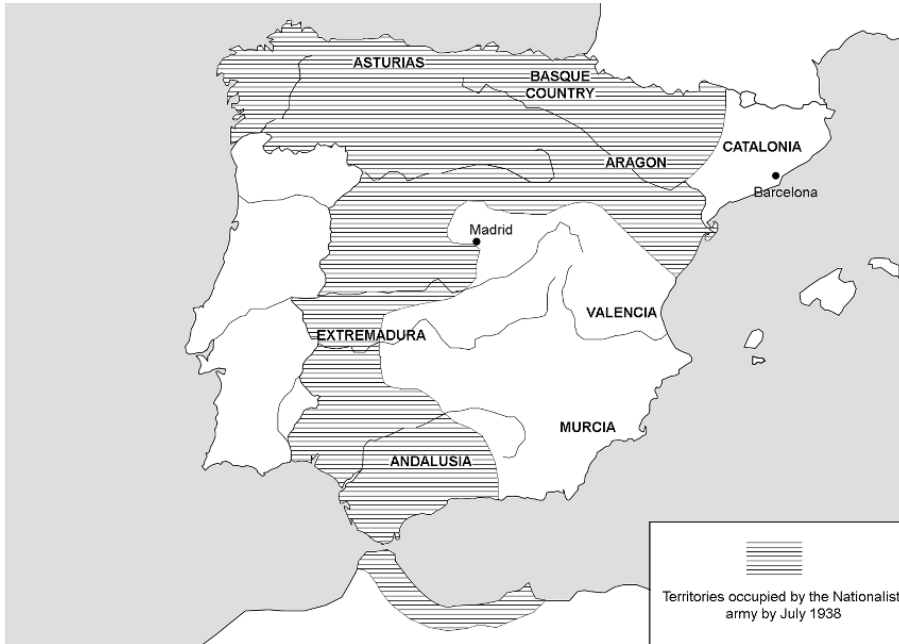 ASTURIAS
BASQUE
COUNTRY
CATALONIA
ARAGON
Barcelona
Madrid
VALENCIA
EXTREMADURA
MURCIA
ANDALUSIA
Territories occupied by the Nationalist
army by July 1938